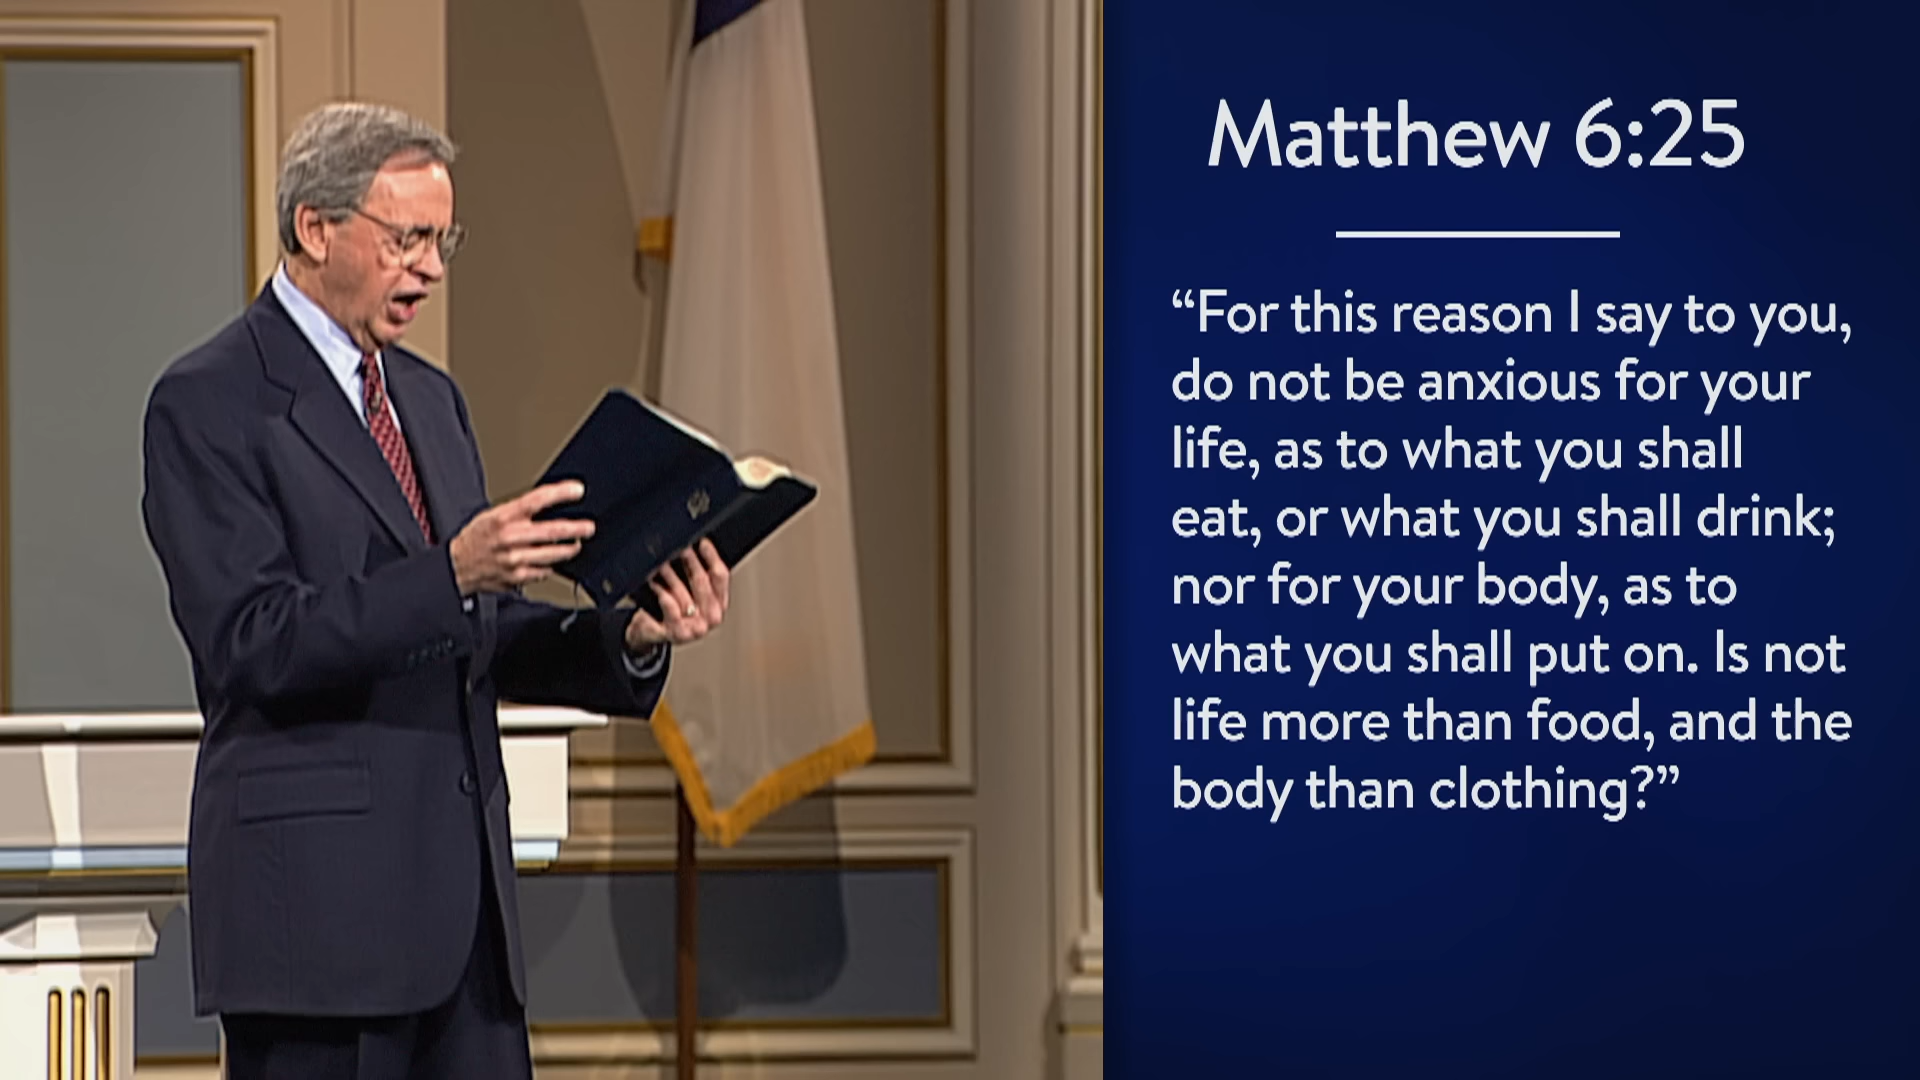 Matthew 6:25
“For this reason I say to you,
do not be anxious for your
life, as to what you shall
eat, or what you shall drink;
nor for your body, as to
what you shall put on. Is not
life more than food, and the
body than clothing?”